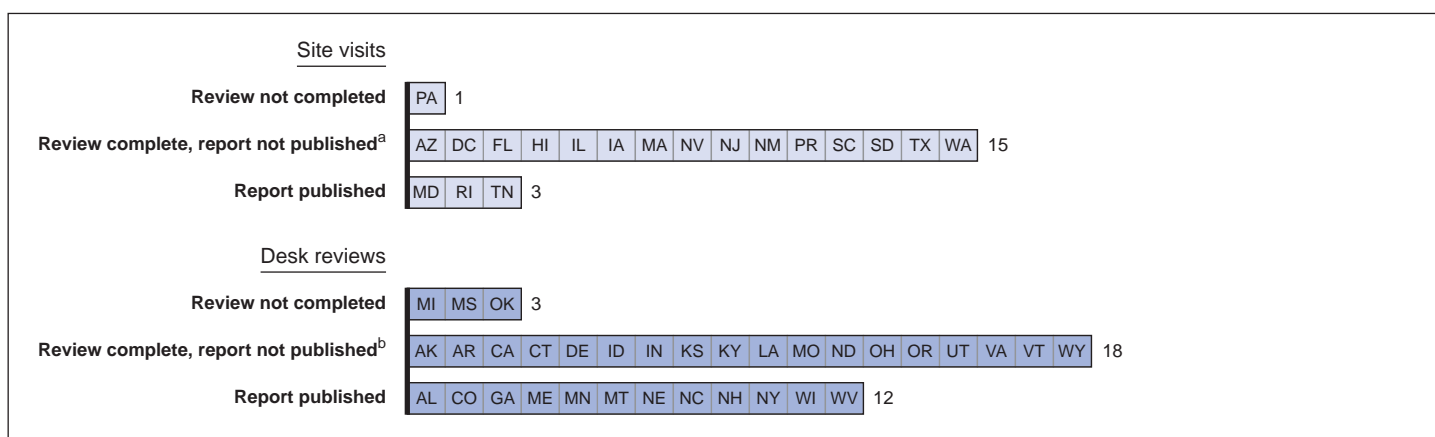 Site visits
Review not completed PA 1
Review complete, report not publishedᵃ AZ DC FL HI IL IA MA NV NJ NM PR SC SD TX WA 15
Report published MD RI TN 3
Desk reviews
Review not completed MI MS OK 3
Review complete, report not publishedᵇ AK AR CA CT DE ID IN KS KY LA MO ND OH OR UT VA VT WY 18
Report published AL CO GA ME MN MT NE NC NH NY WI WV 12